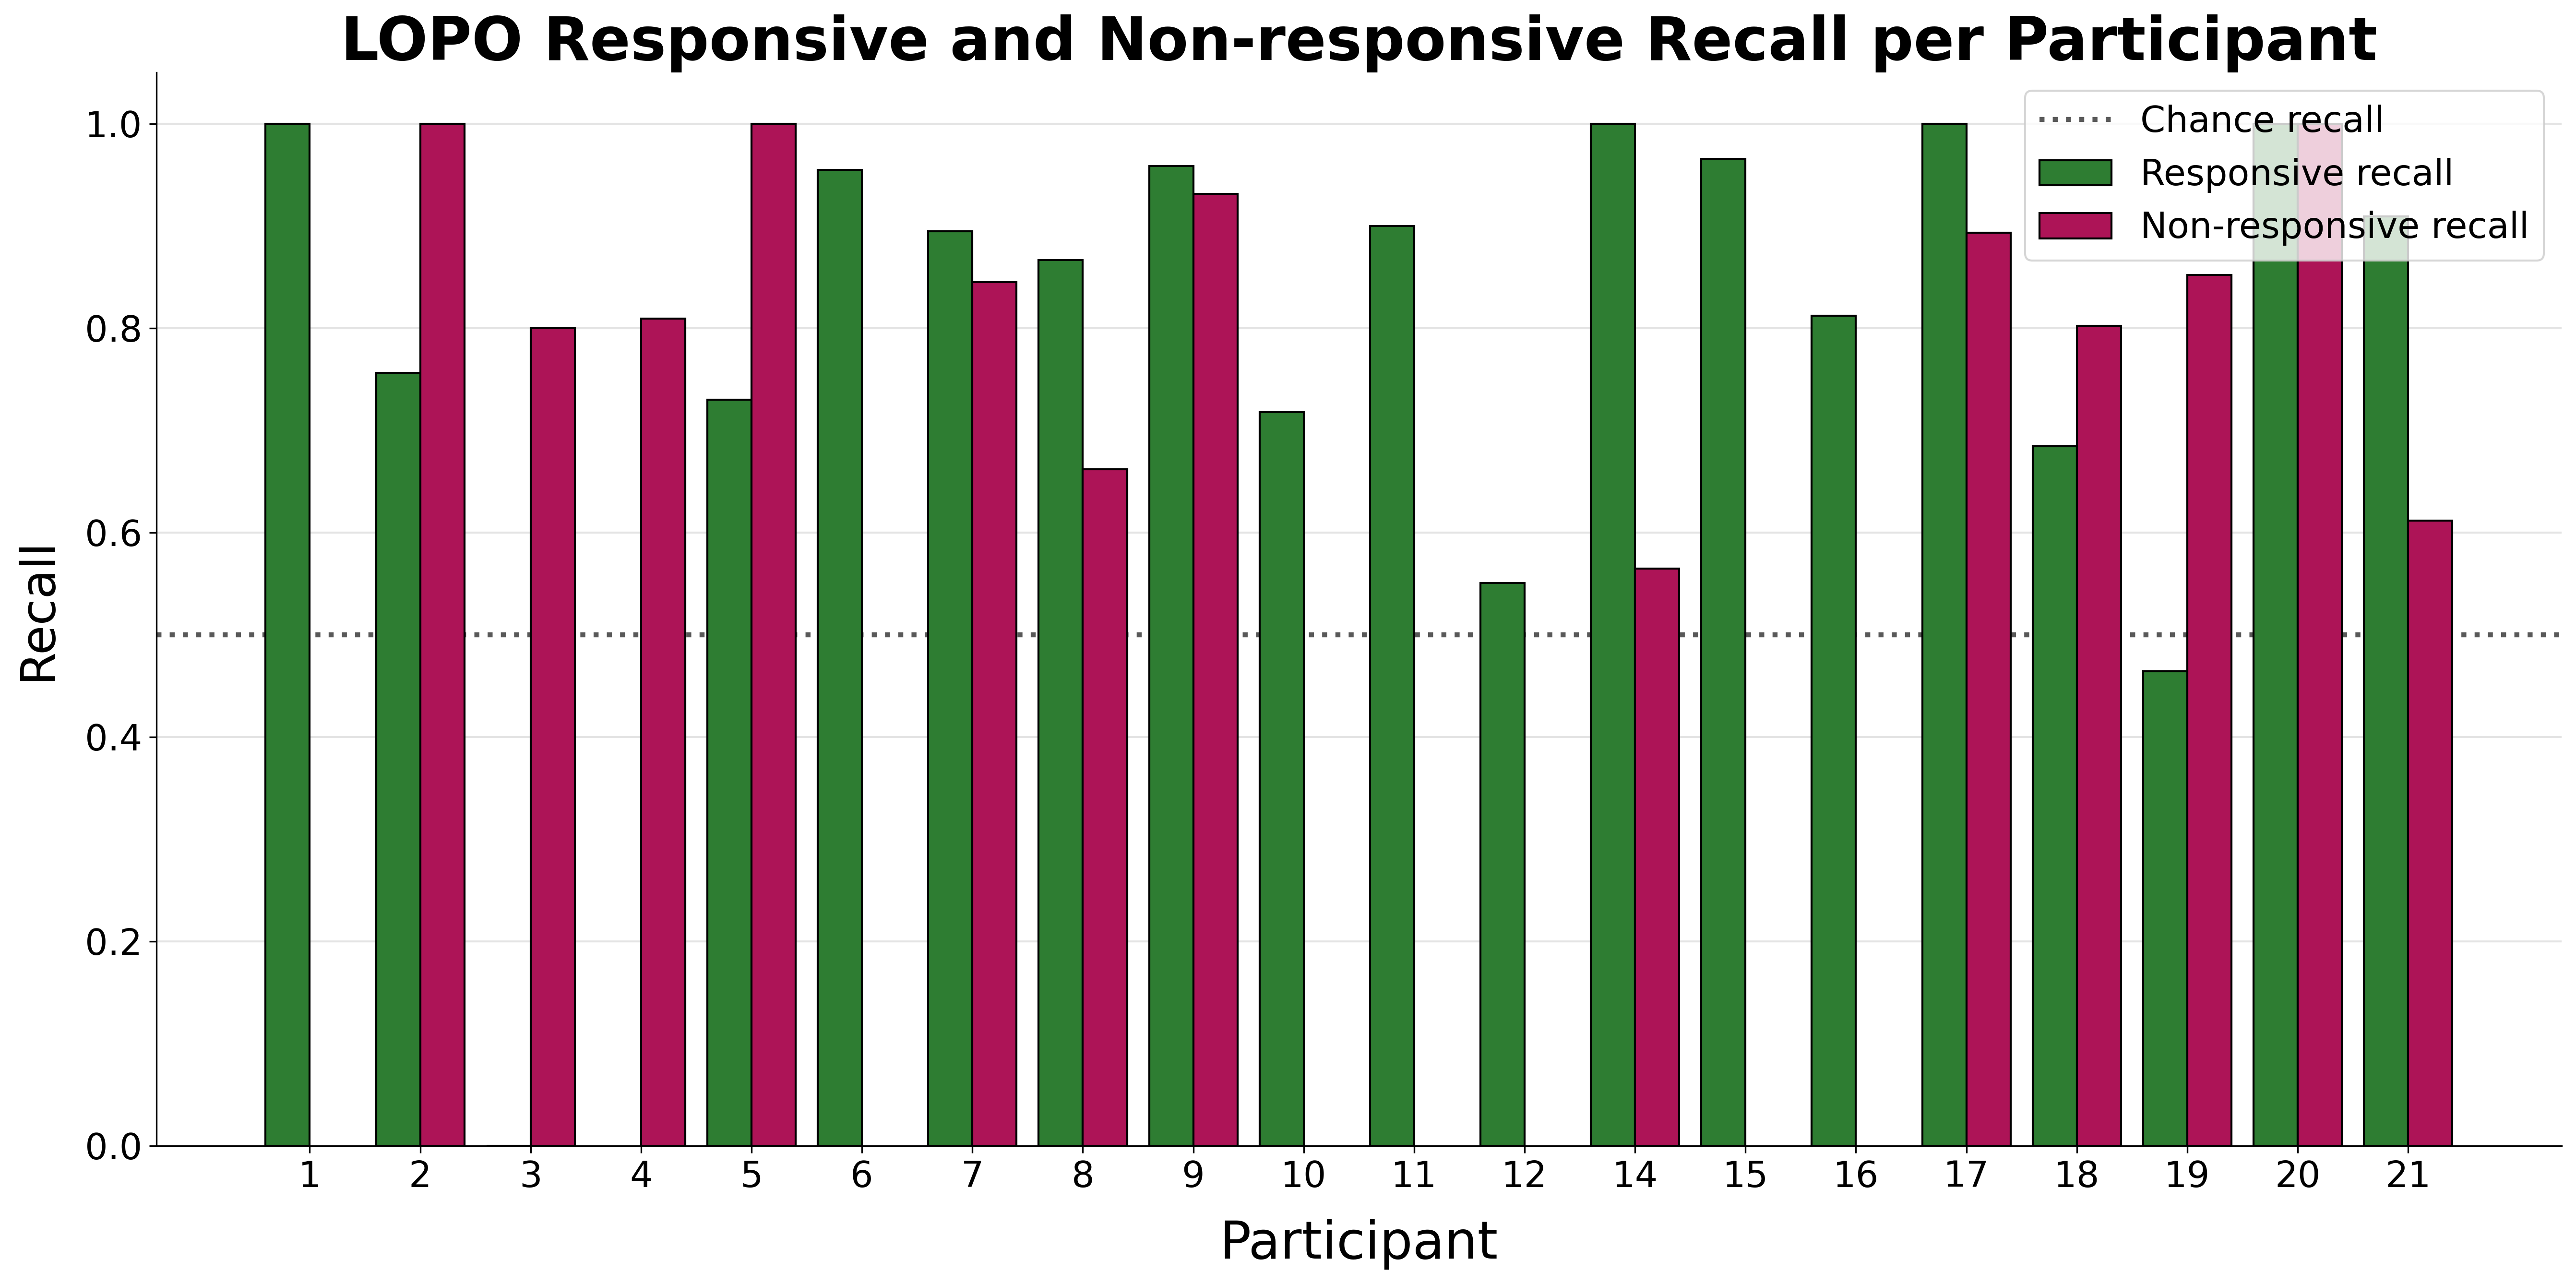 LOPO Responsive and Non-responsive Recall per Participant
Chance recall
Responsive recall
Non-responsive recall
1.0
0.8
0.6
0.4
0.2
0.0
Recall
1 2 3 4 5 6 7 8 9 10 11 12 14 15 16 17 18 19 20 21
Participant